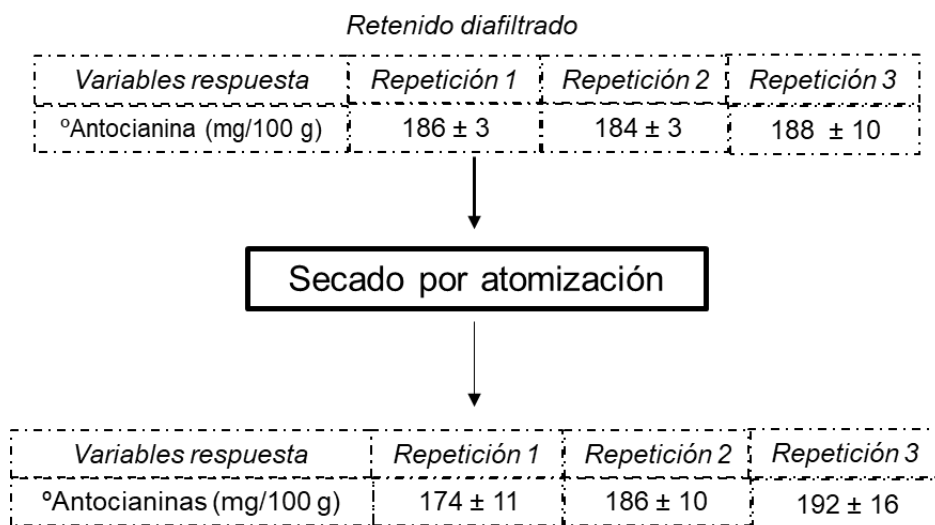 Retenido diafiltrado
Variables respuesta Repetición 1 Repetición 2 Repetición 3
ºAntocianina (mg/100 g) 186 ± 3 184 ± 3 188 ± 10
Secado por atomización
Variables respuesta Repetición 1 Repetición 2 Repetición 3
ºAntocianinas (mg/100 g) 174 ± 11 186 ± 10 192 ± 16